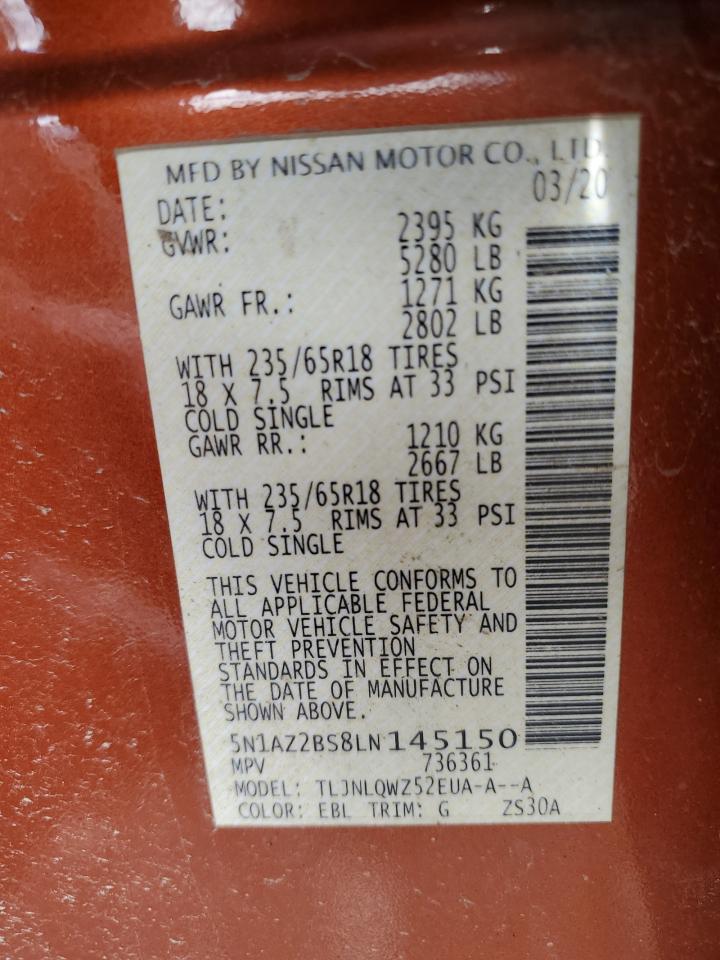 MFD BY NISSAN MOTOR CO., LTD.
DATE: 03/20
GVWR: 2395 KG
5280 LB
GAWR FR.: 1271 KG
2802 LB
WITH 235/65R18 TIRES
18 X 7.5 RIMS AT 33 PSI
COLD SINGLE
GAWR RR.: 1210 KG
2667 LB
WITH 235/65R18 TIRES
18 X 7.5 RIMS AT 33 PSI
COLD SINGLE
THIS VEHICLE CONFORMS TO
ALL APPLICABLE FEDERAL
MOTOR VEHICLE SAFETY AND
THEFT PREVENTION
STANDARDS IN EFFECT ON
THE DATE OF MANUFACTURE
SHOWN ABOVE.
5N1AZ2BS8LN145150
MPV 736361
MODEL: TLJNLQWZ52EUA-A--A
COLOR: EBL TRIM: G ZS30A